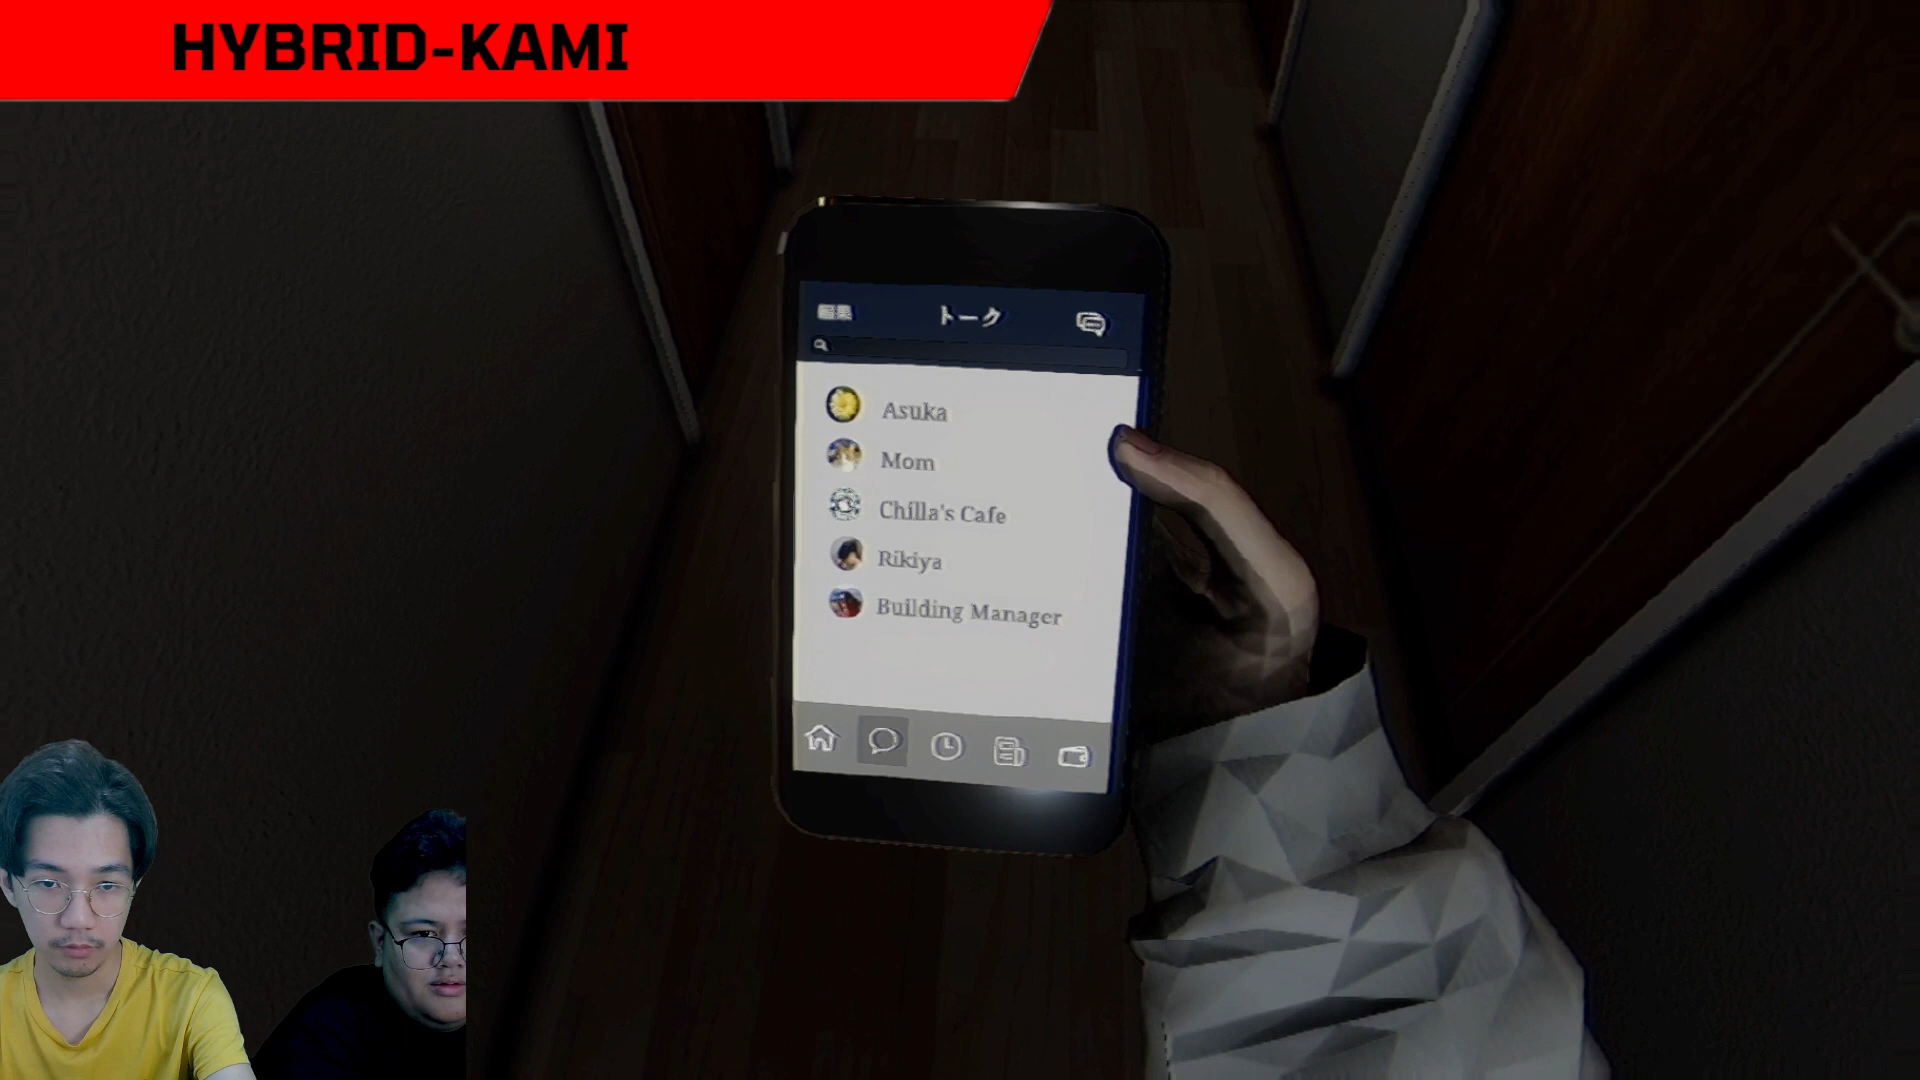 HYBRID-KAMI
編集 トーク
Asuka
Mom
Chilla's Cafe
Rikiya
Building Manager